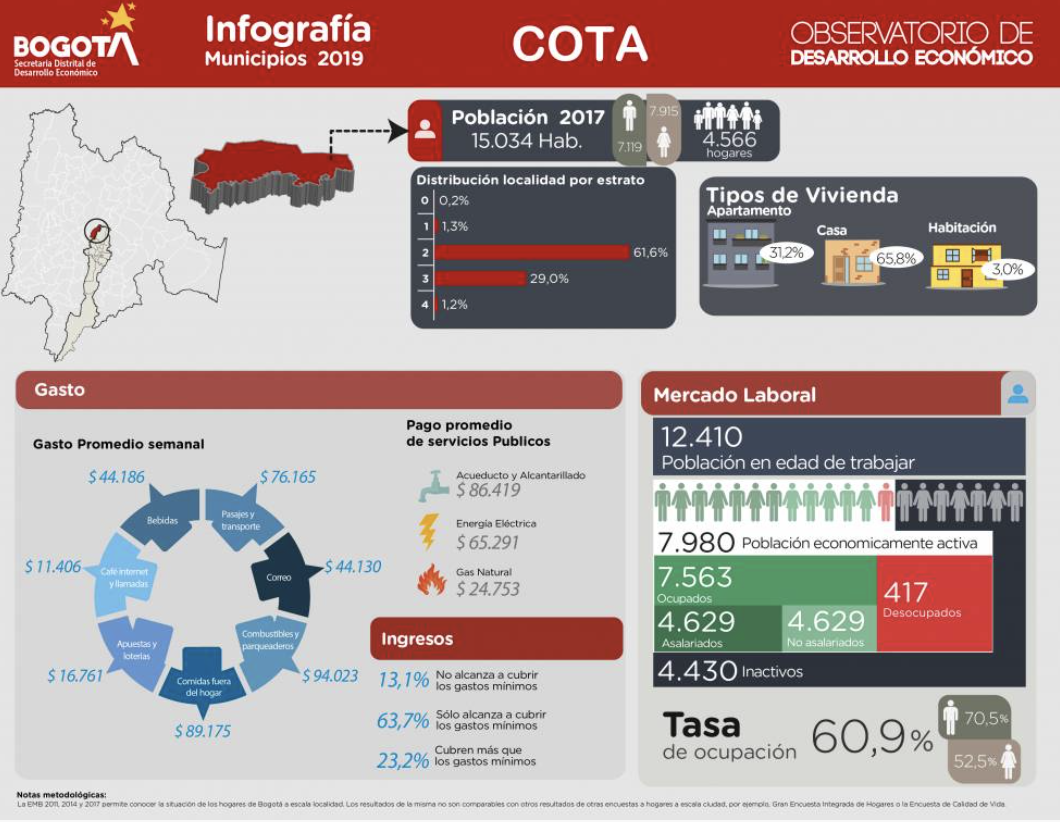 BOGOTÁ
Secretaría Distrital de
Desarrollo Económico
Infografía
Municipios 2019
COTA
OBSERVATORIO DE
DESARROLLO ECONÓMICO
Población 2017
15.034 Hab.
7.119
7.915
4.566
hogares
Distribución localidad por estrato
0 0,2%
1 1,3%
2 61,6%
3 29,0%
4 1,2%
Tipos de Vivienda
Apartamento
31,2%
Casa
65,8%
Habitación
3,0%
Gasto
Gasto Promedio semanal
$ 44.186
Bebidas
$ 76.165
Pasajes y
transporte
$ 11.406
Café internet
y llamadas
Correo
$ 44.130
Apuestas y
loterias
$ 16.761
Combustibles y
parqueaderos
$ 94.023
Comidas fuera
del hogar
$ 89.175
Pago promedio
de servicios Publicos
Acueducto y Alcantarillado
$ 86.419
Energía Eléctrica
$ 65.291
Gas Natural
$ 24.753
Ingresos
13,1% No alcanza a cubrir
los gastos mínimos
63,7% Sólo alcanza a cubrir
los gastos mínimos
23,2% Cubren más que
los gastos mínimos
Mercado Laboral
12.410
Población en edad de trabajar
7.980 Población economicamente activa
7.563
Ocupados
417
Desocupados
4.629
Asalariados
4.629
No asalariados
4.430 Inactivos
Tasa
de ocupación
60,9%
70,5%
52,5%
Notas metodológicas:
La EMB 2011, 2014 y 2017 permite conocer la situación de los hogares de Bogotá a escala localidad. Los resultados de la misma no son comparables con otros resultados de otras encuestas a hogares a escala ciudad, por ejemplo, Gran Encuesta Integrada de Hogares o la Encuesta de Calidad de Vida.